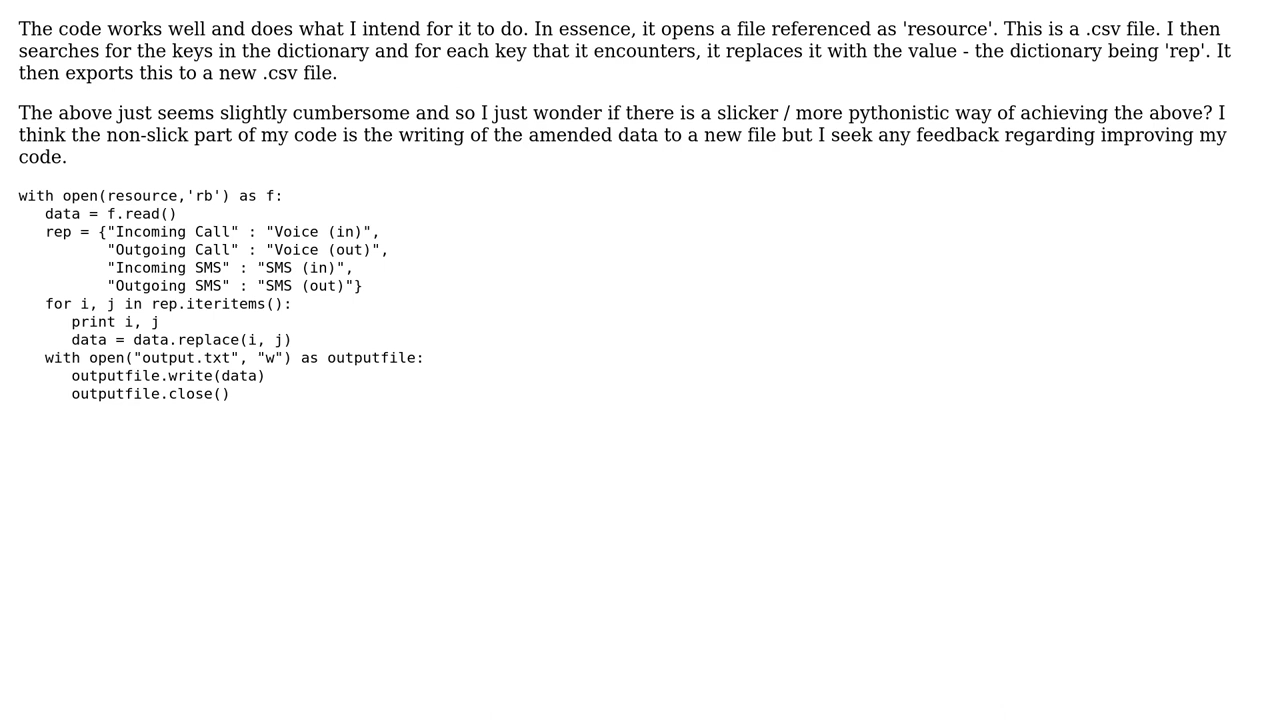 The code works well and does what I intend for it to do. In essence, it opens a file referenced as 'resource'. This is a .csv file. I then
searches for the keys in the dictionary and for each key that it encounters, it replaces it with the value - the dictionary being 'rep'. It
then exports this to a new .csv file.
The above just seems slightly cumbersome and so I just wonder if there is a slicker / more pythonistic way of achieving the above? I
think the non-slick part of my code is the writing of the amended data to a new file but I seek any feedback regarding improving my
code.
with open(resource,'rb') as f:
   data = f.read()
   rep = {"Incoming Call" : "Voice (in)",
          "Outgoing Call" : "Voice (out)",
          "Incoming SMS" : "SMS (in)",
          "Outgoing SMS" : "SMS (out)"}
   for i, j in rep.iteritems():
      print i, j
      data = data.replace(i, j)
   with open("output.txt", "w") as outputfile:
      outputfile.write(data)
      outputfile.close()